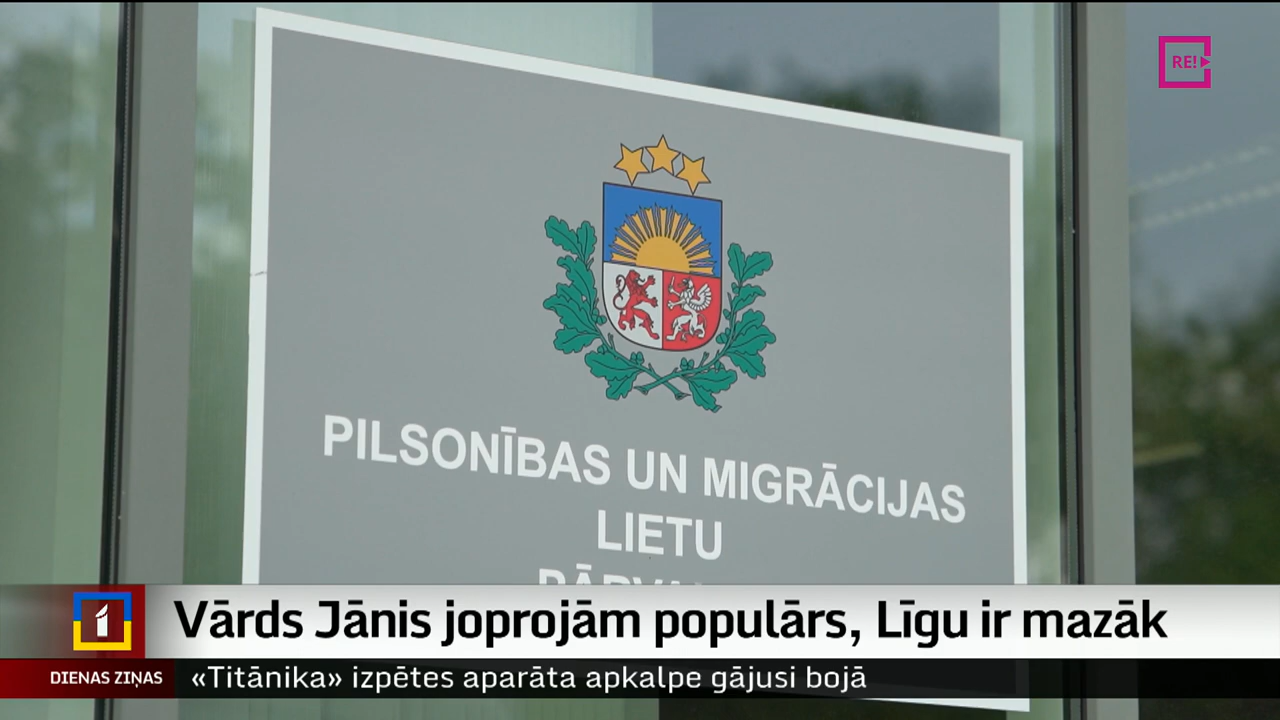 RE!
PILSONĪBAS UN MIGRĀCIJAS
LIETU
1
Vārds Jānis joprojām populārs, Līgu ir mazāk
DIENAS ZIŅAS
«Titānika» izpētes aparāta apkalpe gājusi bojā